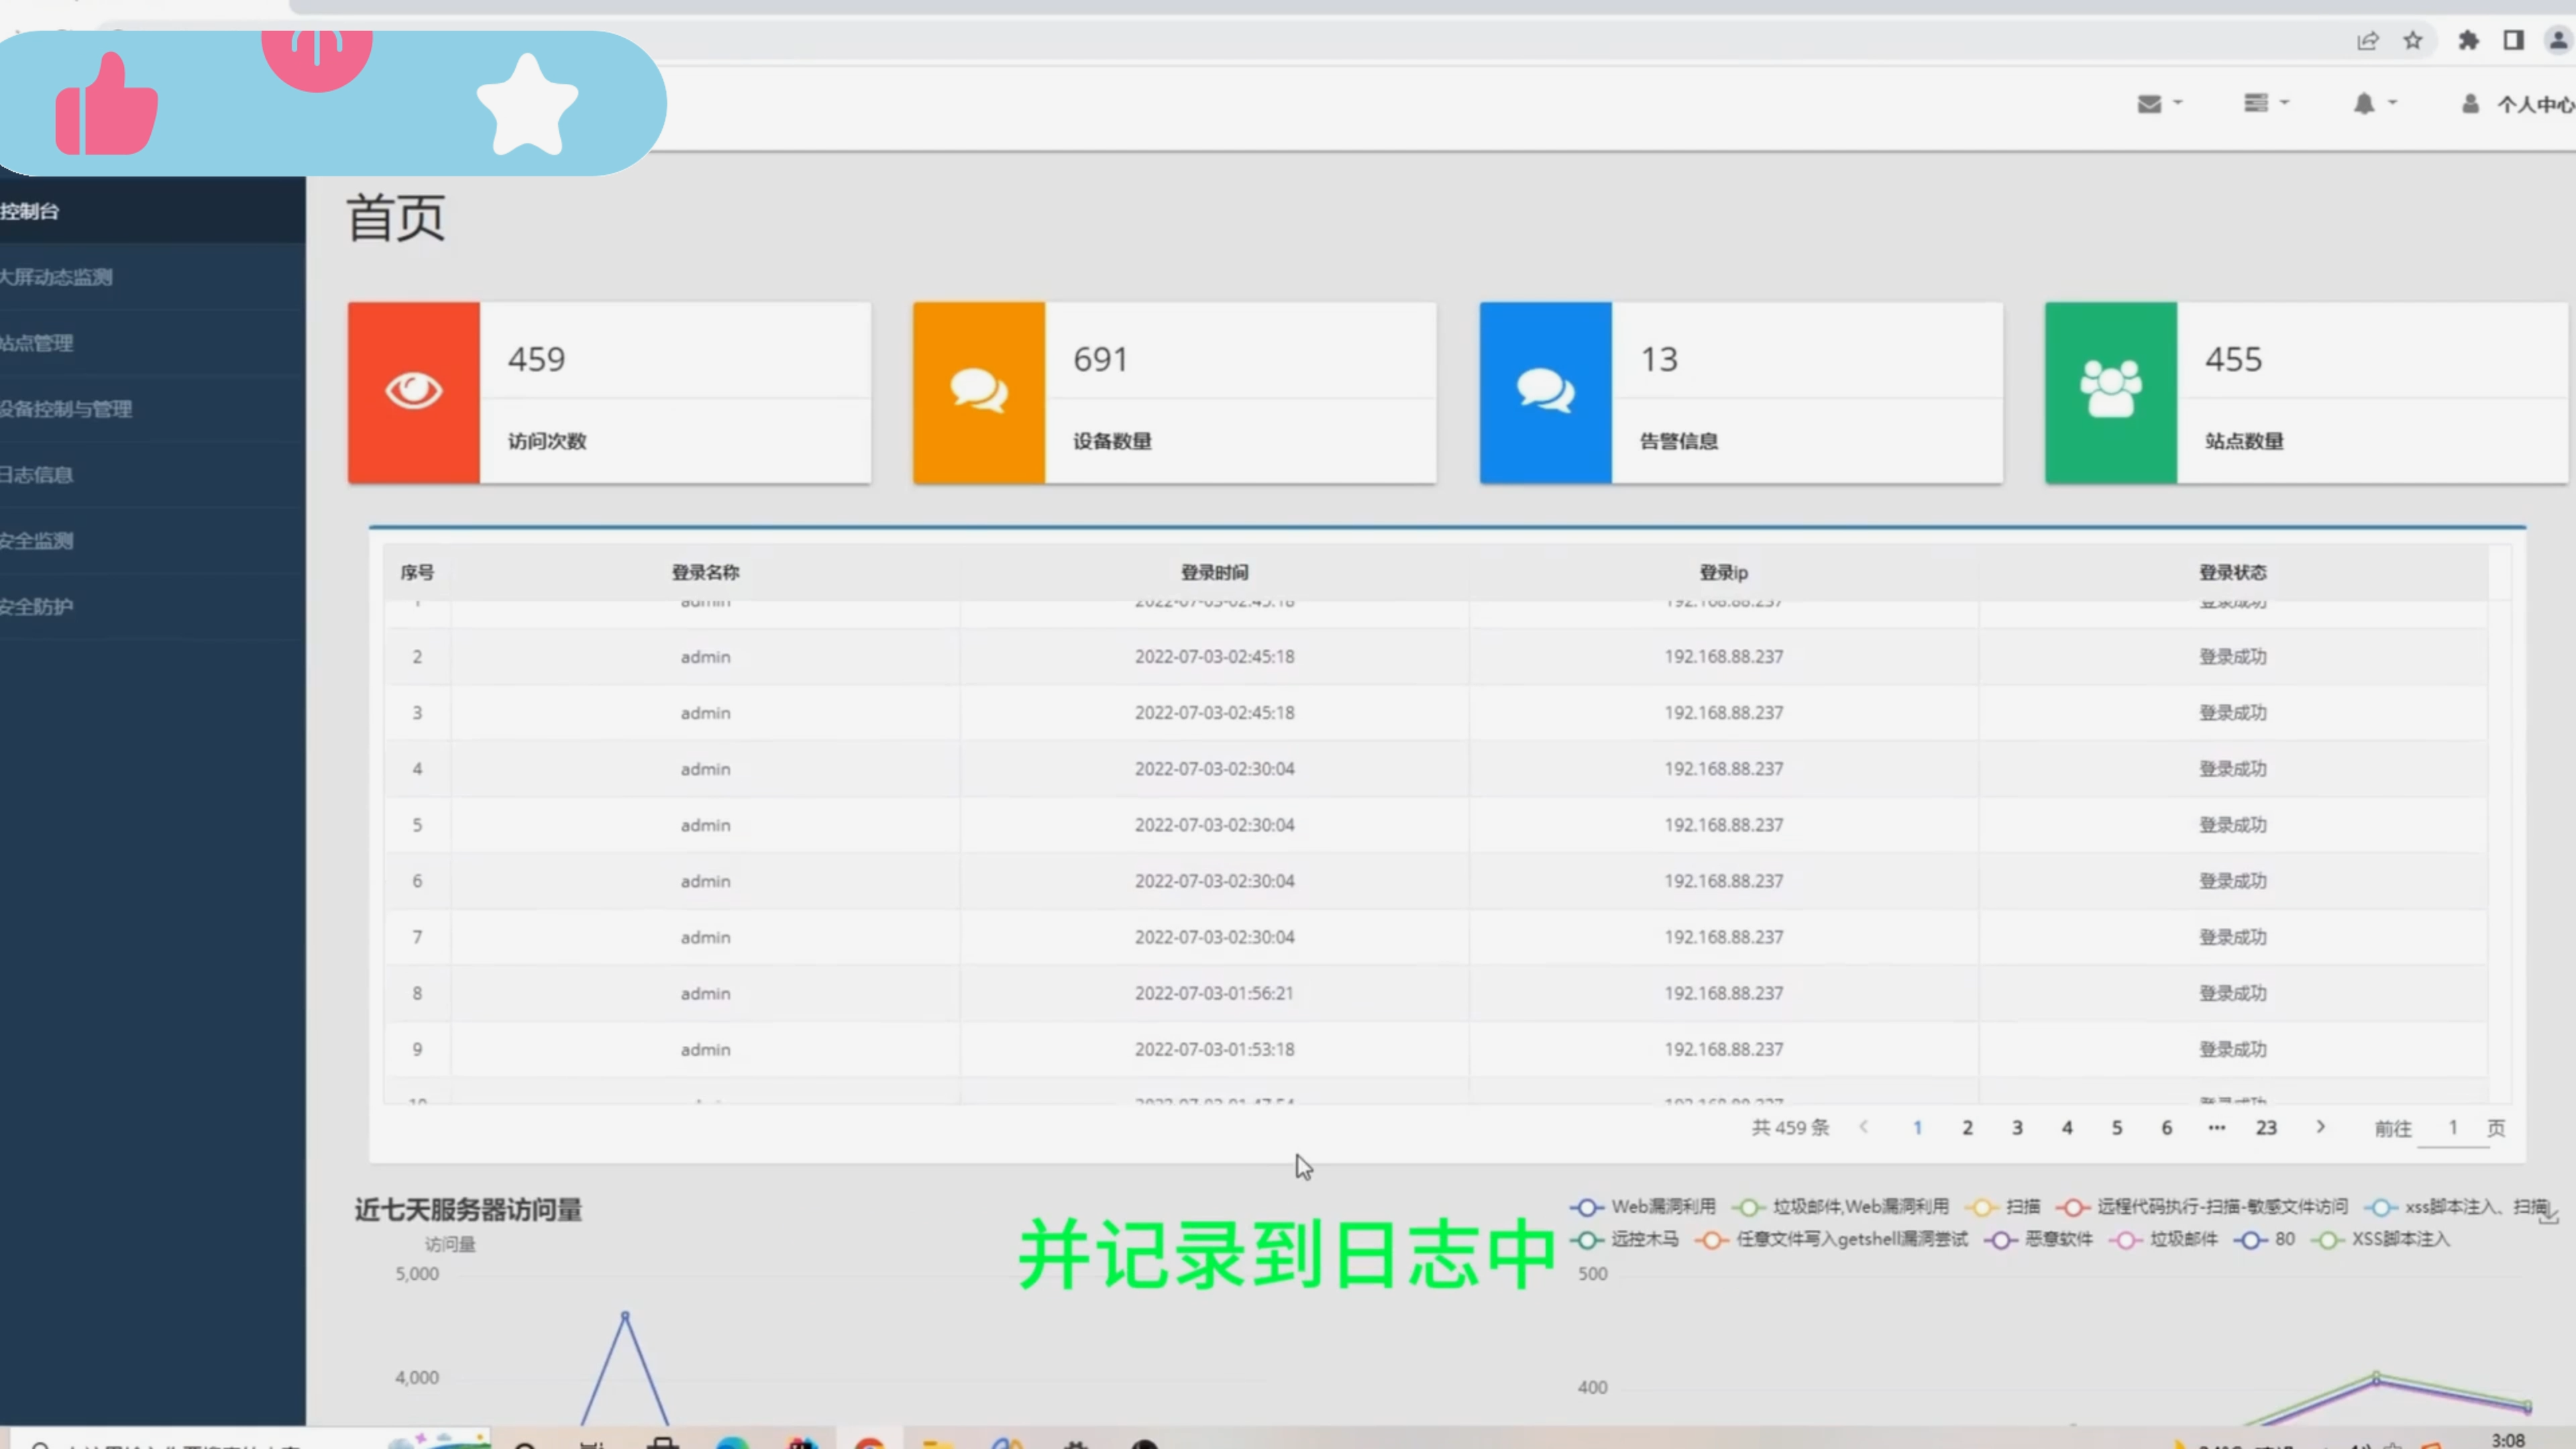 个人中心
控制台
大屏动态监测
站点管理
设备控制与管理
日志信息
安全监测
安全防护
首页
459
访问次数
691
设备数量
13
告警信息
455
站点数量
序号 登录名称 登录时间 登录ip 登录状态
1 admin 2022-07-03-02:45:18 192.168.88.237 登录成功
2 admin 2022-07-03-02:45:18 192.168.88.237 登录成功
3 admin 2022-07-03-02:45:18 192.168.88.237 登录成功
4 admin 2022-07-03-02:30:04 192.168.88.237 登录成功
5 admin 2022-07-03-02:30:04 192.168.88.237 登录成功
6 admin 2022-07-03-02:30:04 192.168.88.237 登录成功
7 admin 2022-07-03-02:30:04 192.168.88.237 登录成功
8 admin 2022-07-03-01:56:21 192.168.88.237 登录成功
9 admin 2022-07-03-01:53:18 192.168.88.237 登录成功
共 459 条 1 2 3 4 5 6 ••• 23 前往 1 页
近七天服务器访问量
访问量
5,000
4,000
Web漏洞利用 垃圾邮件,Web漏洞利用 扫描 远程代码执行-扫描-敏感文件访问 xss脚本注入、扫描
远控木马 任意文件写入getshell漏洞尝试 恶意软件 垃圾邮件 80 XSS脚本注入
500
400
并记录到日志中
3:08